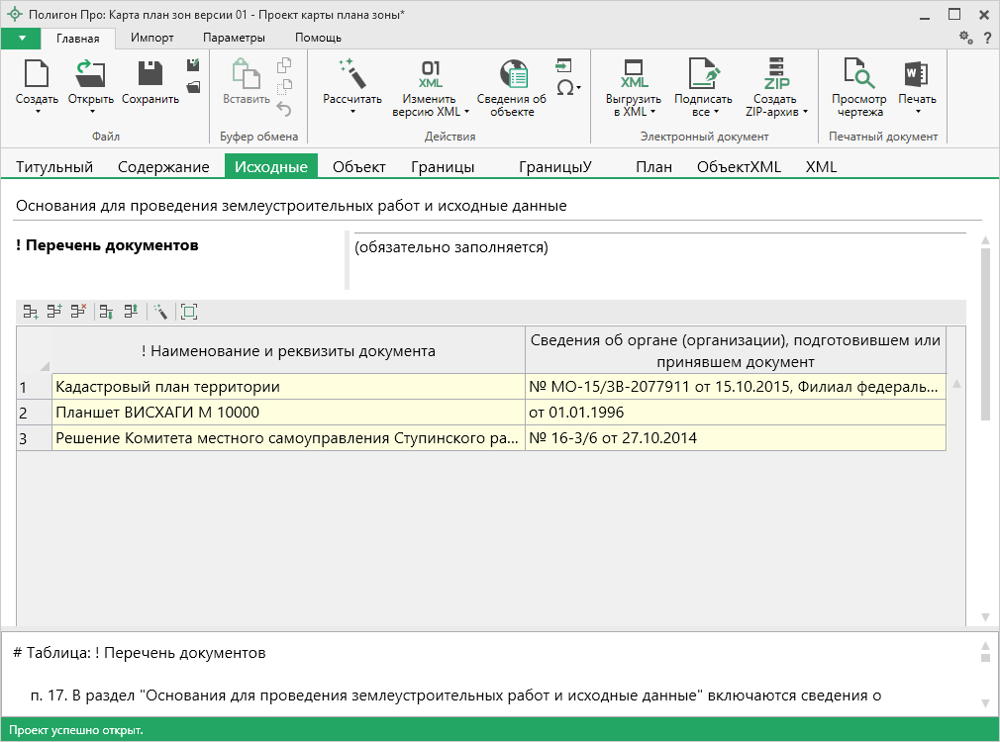 Полигон Про: Карта план зон версии 01 - Проект карты плана зоны*
Главная Импорт Параметры Помощь
?
Создать Открыть Сохранить
Файл
Вставить
Буфер обмена
Рассчитать
01 XML
Изменить версию XML
Сведения об объекте
Ω
Действия
XML
Выгрузить в XML
Подписать все
ZIP
Создать ZIP-архив
Электронный документ
Просмотр чертежа
W
Печать
Печатный документ
Титульный Содержание Исходные Объект Границы ГраницыУ План ОбъектXML XML
Основания для проведения землеустроительных работ и исходные данные
! Перечень документов
(обязательно заполняется)
! Наименование и реквизиты документа
Сведения об органе (организации), подготовившем или
принявшем документ
1 Кадастровый план территории № МО-15/ЗВ-2077911 от 15.10.2015, Филиал федераль...
2 Планшет ВИСХАГИ М 10000 от 01.01.1996
3 Решение Комитета местного самоуправления Ступинского ра... № 16-3/6 от 27.10.2014
# Таблица: ! Перечень документов
п. 17. В раздел "Основания для проведения землеустроительных работ и исходные данные" включаются сведения о
Проект успешно открыт.